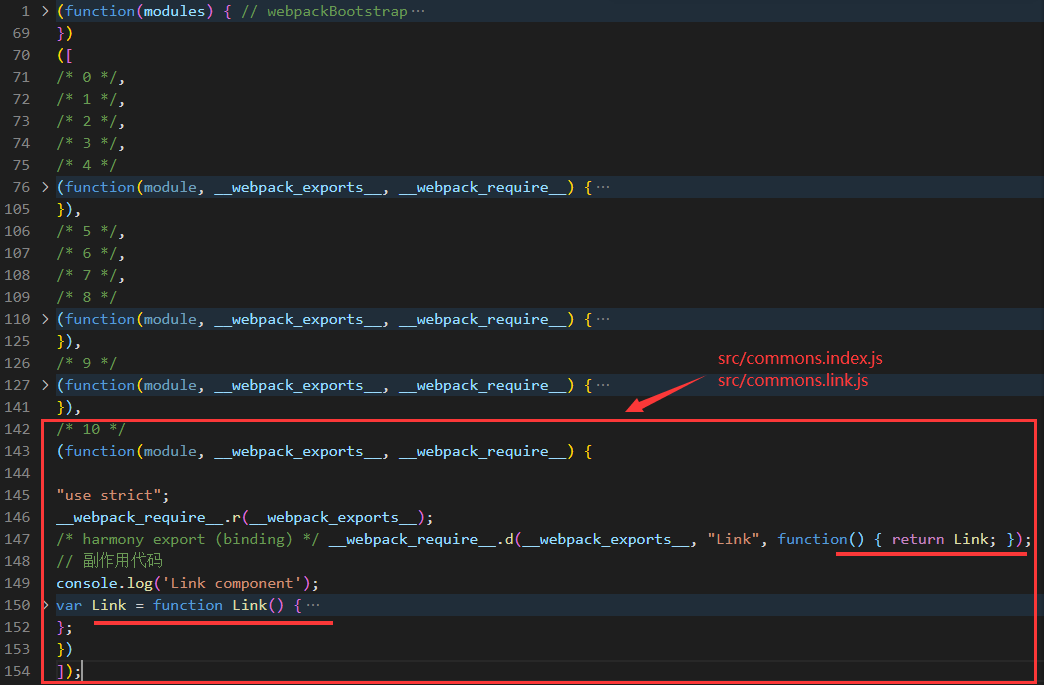 1 > (function(modules) { // webpackBootstrap ···
69 })
70 ([
71 /* 0 */,
72 /* 1 */,
73 /* 2 */,
74 /* 3 */,
75 /* 4 */
76 > (function(module, __webpack_exports__, __webpack_require__) { ···
105 }),
106 /* 5 */,
107 /* 6 */,
108 /* 7 */,
109 /* 8 */
110 > (function(module, __webpack_exports__, __webpack_require__) { ···
125 }),
126 /* 9 */
src/commons.index.js
127 > (function(module, __webpack_exports__, __webpack_require__) { ···
src/commons.link.js
141 }),
142 /* 10 */
143 (function(module, __webpack_exports__, __webpack_require__) {
144
145 "use strict";
146 __webpack_require__.r(__webpack_exports__);
147 /* harmony export (binding) */ __webpack_require__.d(__webpack_exports__, "Link", function() { return Link; });
148 // 副作用代码
149 console.log('Link component');
150 > var Link = function Link() { ···
152 };
153 })
154 ]);